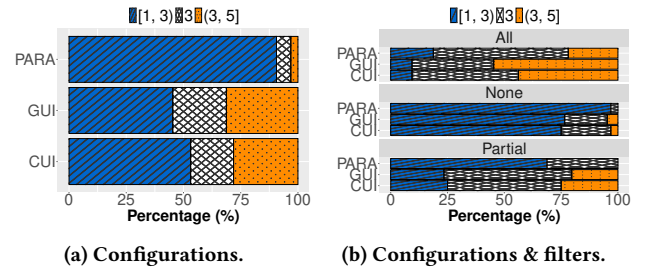 [1, 3) 3 (3, 5]
PARA
GUI
CUI
0 25 50 75 100
Percentage (%)
(a) Configurations.
[1, 3) 3 (3, 5]
All
PARA
GUI
CUI
None
PARA
GUI
CUI
Partial
PARA
GUI
CUI
0 25 50 75 100
Percentage (%)
(b) Configurations & filters.